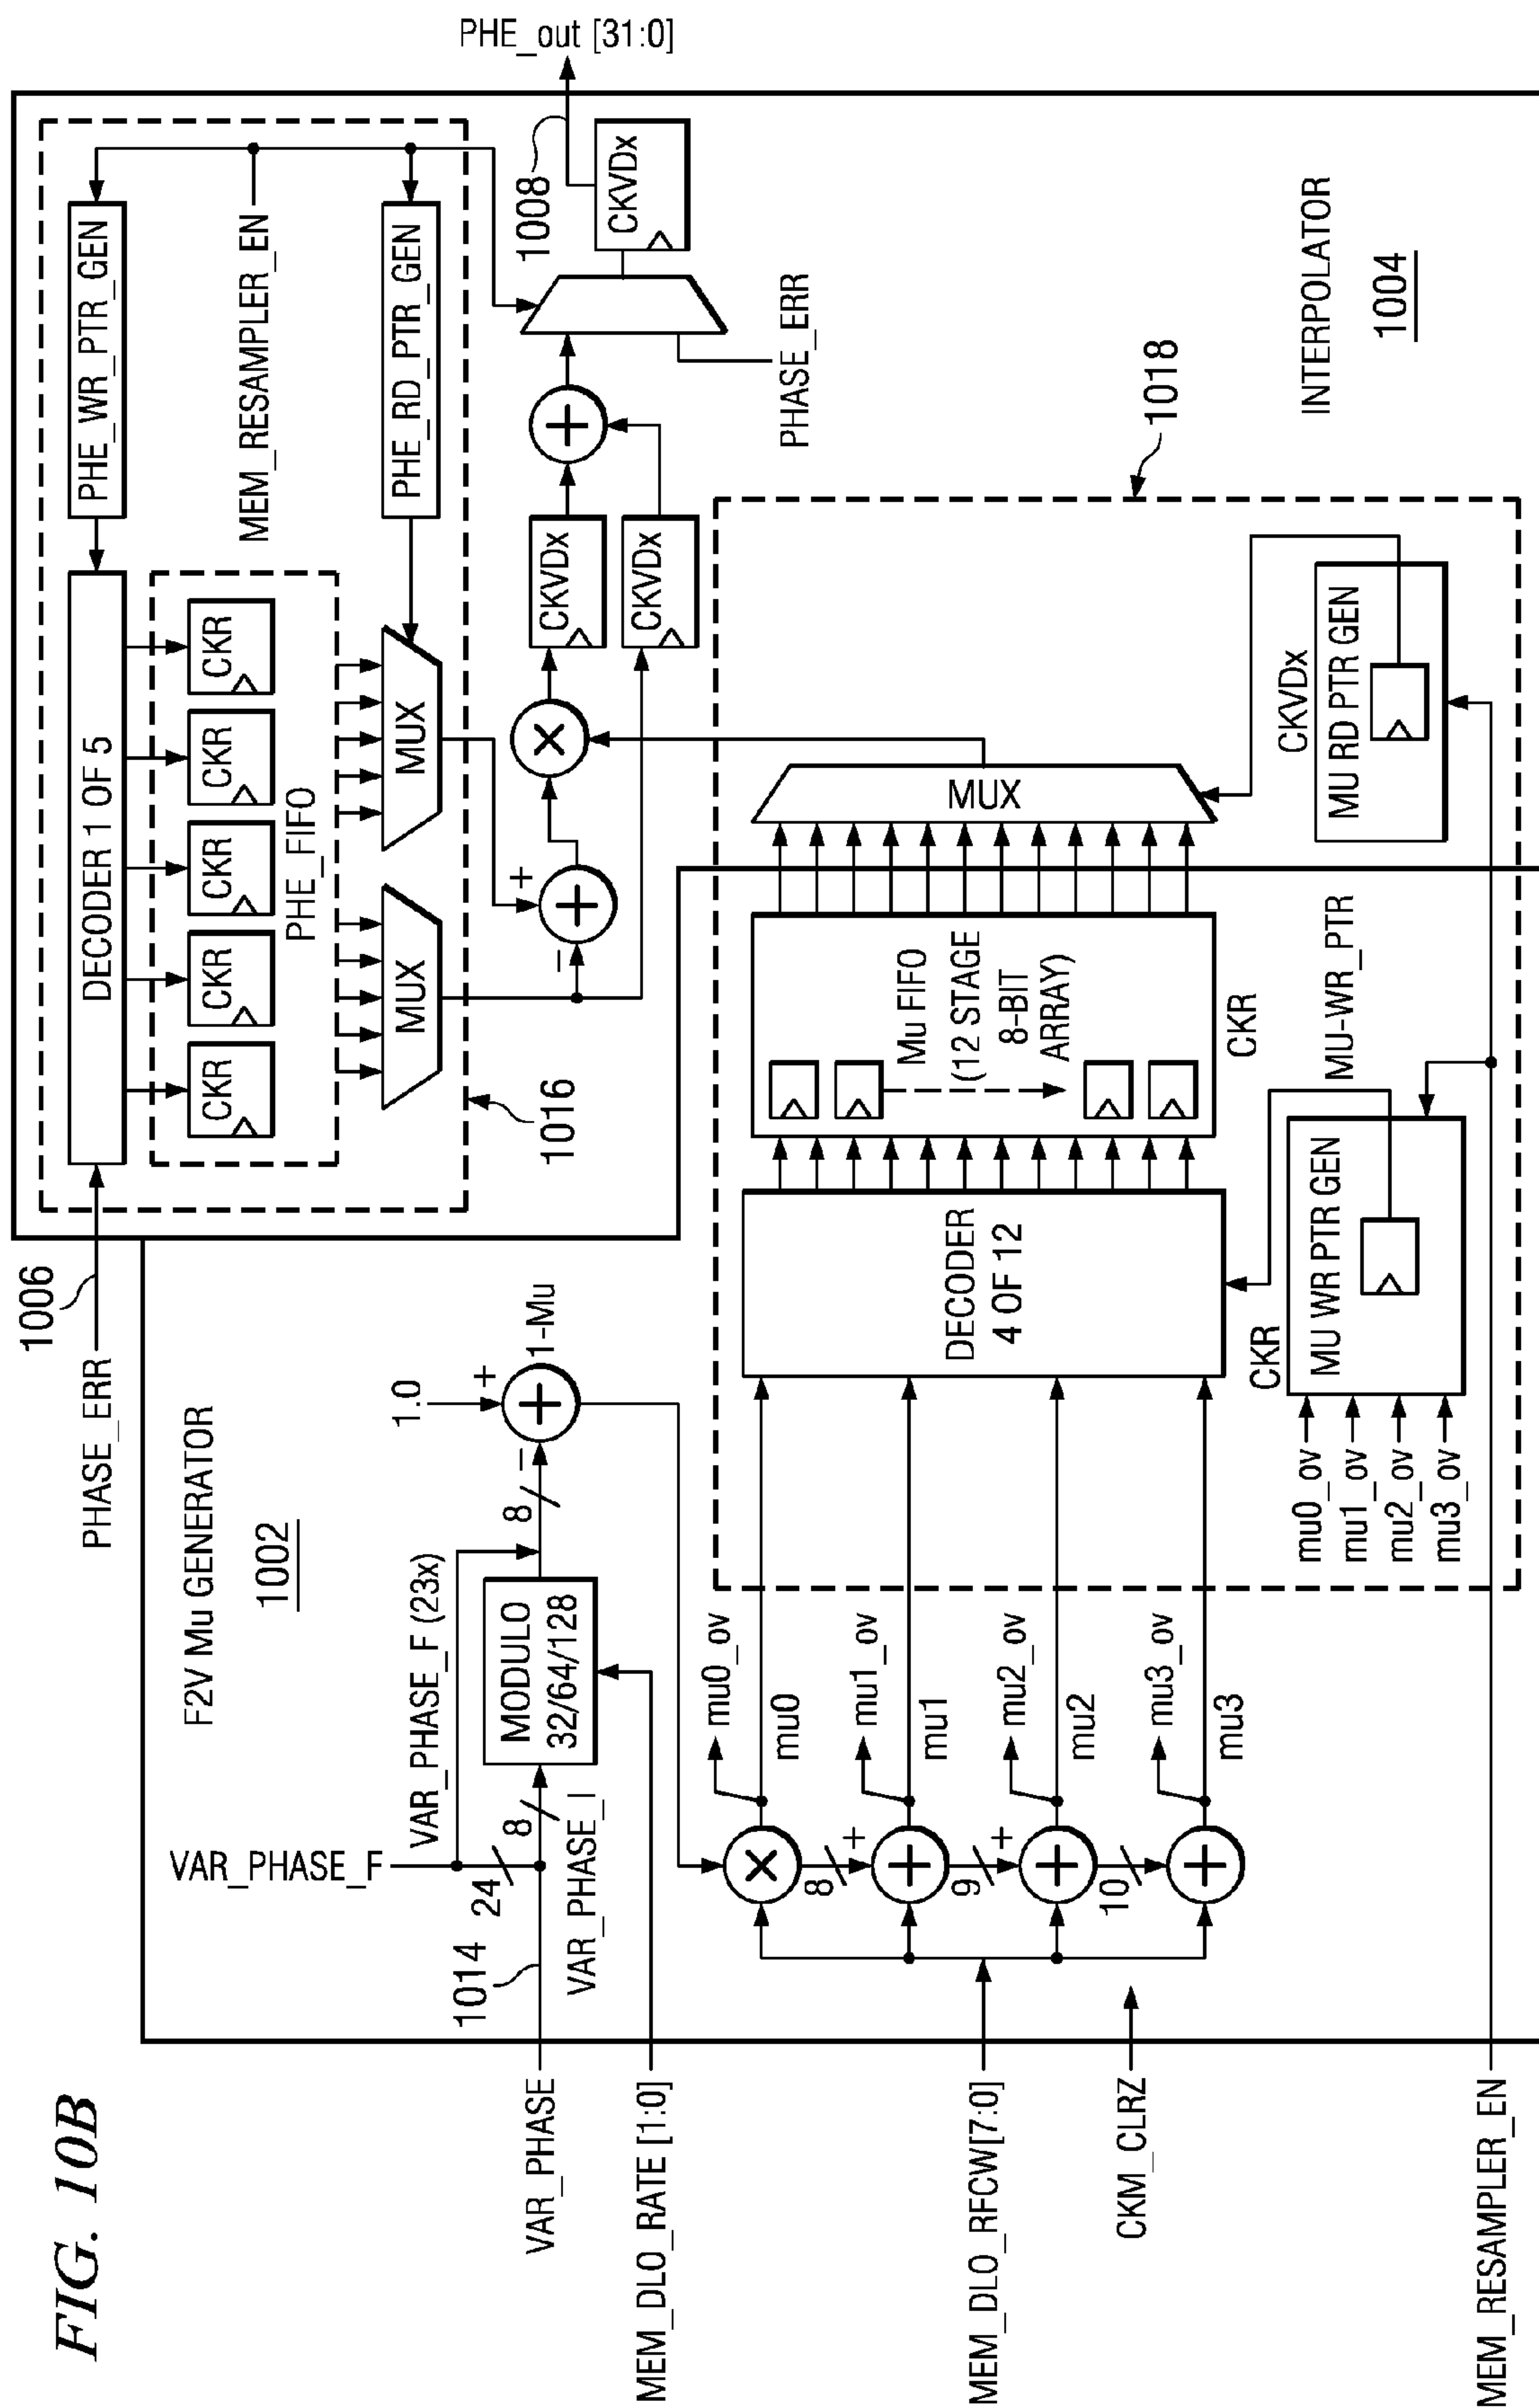 FIG. 10B
PHASE_ERR
1006
DECODER 1 OF 5
PHE_WR_PTR_GEN
CKR
CKR
CKR
CKR
CKR
PHE_FIFO
MEM_RESAMPLER_EN
MUX
MUX
PHE_RD_PTR_GEN
1016
PHE_out [31:0]
1008
CKVDx
CKVDx
CKVDx
PHASE_ERR
+
−
+
×
+
F2V Mu GENERATOR
1002
VAR_PHASE_F
VAR_PHASE_F (23x)
24
8
1014
VAR_PHASE_I
MODULO
32/64/128
8
−
+
1.0
+
1-Mu
VAR_PHASE
MEM_DLO_RATE [1:0]
MEM_DLO_RFCW[7:0]
CKM_CLRZ
MEM_RESAMPLER_EN
×
mu0_ov
mu0
8
+
+
mu1_ov
mu1
9
+
+
mu2_ov
mu2
10
+
mu3_ov
mu3
DECODER
4 OF 12
Mu FIFO
(12 STAGE
8-BIT
ARRAY)
CKR
MUX
1018
CKR
MU WR PTR GEN
mu0_ov
mu1_ov
mu2_ov
mu3_ov
MU-WR_PTR
CKVDx
MU RD PTR GEN
INTERPOLATOR
1004